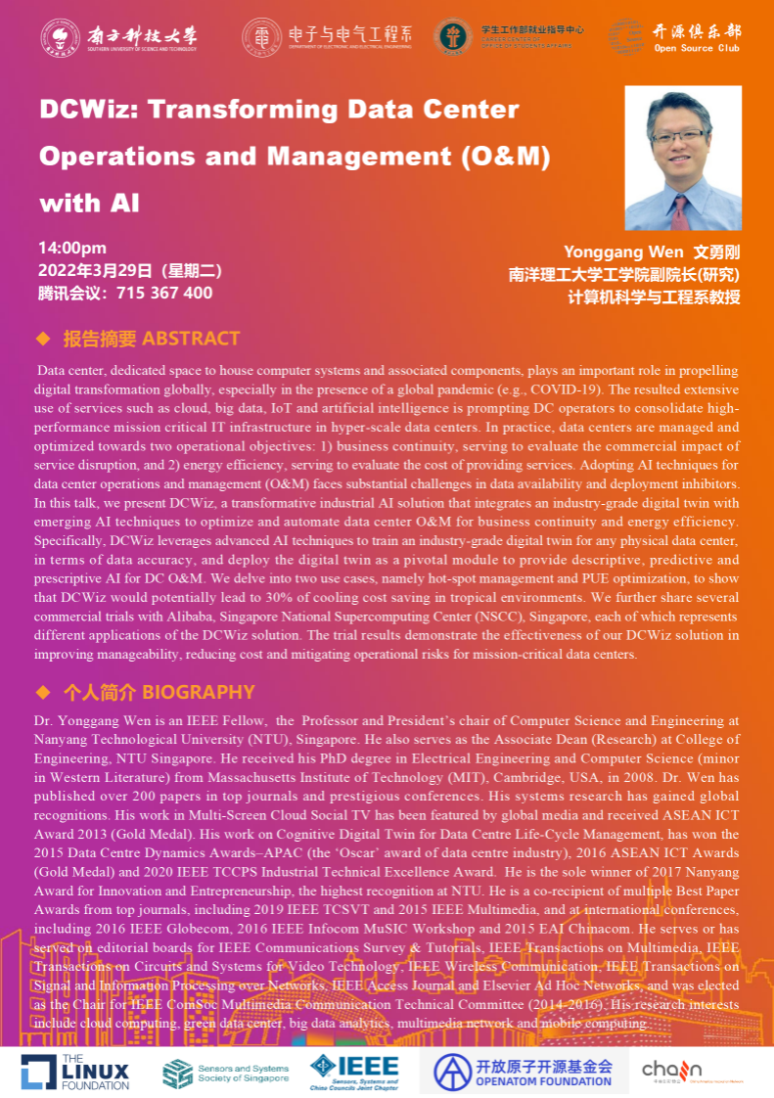 南方科技大学
SOUTHERN UNIVERSITY OF SCIENCE AND TECHNOLOGY
电子与电气工程系
DEPARTMENT OF ELECTRONIC AND ELECTRICAL ENGINEERING
学生工作部就业指导中心
CAREER CENTER OF
OFFICE OF STUDENTS AFFAIRS
开源俱乐部
Open Source Club
DCWiz: Transforming Data Center
Operations and Management (O&M)
with AI
14:00pm
2022年3月29日（星期二）
腾讯会议：715 367 400
Yonggang Wen 文勇刚
南洋理工大学工学院副院长(研究)
计算机科学与工程系教授
◆ 报告摘要 ABSTRACT
Data center, dedicated space to house computer systems and associated components, plays an important role in propelling
digital transformation globally, especially in the presence of a global pandemic (e.g., COVID-19). The resulted extensive
use of services such as cloud, big data, IoT and artificial intelligence is prompting DC operators to consolidate high-
performance mission critical IT infrastructure in hyper-scale data centers. In practice, data centers are managed and
optimized towards two operational objectives: 1) business continuity, serving to evaluate the commercial impact of
service disruption, and 2) energy efficiency, serving to evaluate the cost of providing services. Adopting AI techniques for
data center operations and management (O&M) faces substantial challenges in data availability and deployment inhibitors.
In this talk, we present DCWiz, a transformative industrial AI solution that integrates an industry-grade digital twin with
emerging AI techniques to optimize and automate data center O&M for business continuity and energy efficiency.
Specifically, DCWiz leverages advanced AI techniques to train an industry-grade digital twin for any physical data center,
in terms of data accuracy, and deploy the digital twin as a pivotal module to provide descriptive, predictive and
prescriptive AI for DC O&M. We delve into two use cases, namely hot-spot management and PUE optimization, to show
that DCWiz would potentially lead to 30% of cooling cost saving in tropical environments. We further share several
commercial trials with Alibaba, Singapore National Supercomputing Center (NSCC), Singapore, each of which represents
different applications of the DCWiz solution. The trial results demonstrate the effectiveness of our DCWiz solution in
improving manageability, reducing cost and mitigating operational risks for mission-critical data centers.
◆ 个人简介 BIOGRAPHY
Dr. Yonggang Wen is an IEEE Fellow, the Professor and President's chair of Computer Science and Engineering at
Nanyang Technological University (NTU), Singapore. He also serves as the Associate Dean (Research) at College of
Engineering, NTU Singapore. He received his PhD degree in Electrical Engineering and Computer Science (minor
in Western Literature) from Massachusetts Institute of Technology (MIT), Cambridge, USA, in 2008. Dr. Wen has
published over 200 papers in top journals and prestigious conferences. His systems research has gained global
recognitions. His work in Multi-Screen Cloud Social TV has been featured by global media and received ASEAN ICT
Award 2013 (Gold Medal). His work on Cognitive Digital Twin for Data Centre Life-Cycle Management, has won the
2015 Data Centre Dynamics Awards–APAC (the 'Oscar' award of data centre industry), 2016 ASEAN ICT Awards
(Gold Medal) and 2020 IEEE TCCPS Industrial Technical Excellence Award. He is the sole winner of 2017 Nanyang
Award for Innovation and Entrepreneurship, the highest recognition at NTU. He is a co-recipient of multiple Best Paper
Awards from top journals, including 2019 IEEE TCSVT and 2015 IEEE Multimedia, and at international conferences,
including 2016 IEEE Globecom, 2016 IEEE Infocom MuSIC Workshop and 2015 EAI Chinacom. He serves or has
served on editorial boards for IEEE Communications Survey & Tutorials, IEEE Transactions on Multimedia, IEEE
Transactions on Circuits and Systems for Video Technology, IEEE Wireless Communication, IEEE Transactions on
Signal and Information Processing over Networks, IEEE Access Journal and Elsevier Ad Hoc Networks, and was elected
as the Chair for IEEE ComSoc Multimedia Communication Technical Committee (2014-2016). His research interests
include cloud computing, green data center, big data analytics, multimedia network and mobile computing.
THE
LINUX
FOUNDATION
Sensors and Systems
Society of Singapore
IEEE
Sensors, Systems and
China Councils Joint Chapter
开放原子开源基金会
OPENATOM FOUNDATION
chain